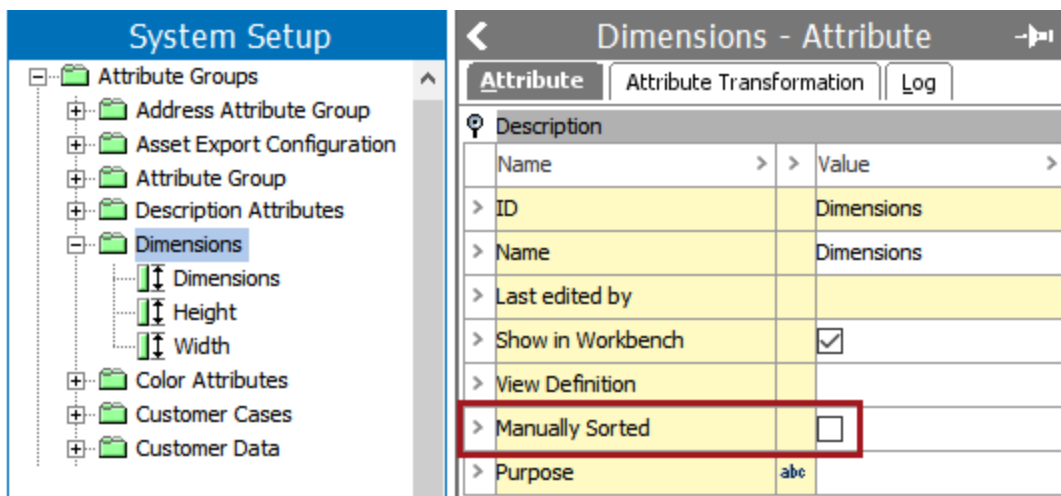 System Setup
Attribute Groups
Address Attribute Group
Asset Export Configuration
Attribute Group
Description Attributes
Dimensions
Dimensions
Height
Width
Color Attributes
Customer Cases
Customer Data
Dimensions - Attribute
Attribute Attribute Transformation Log
Description
Name > > Value >
> ID Dimensions
> Name Dimensions
> Last edited by
> Show in Workbench
> View Definition
> Manually Sorted
> Purpose abc